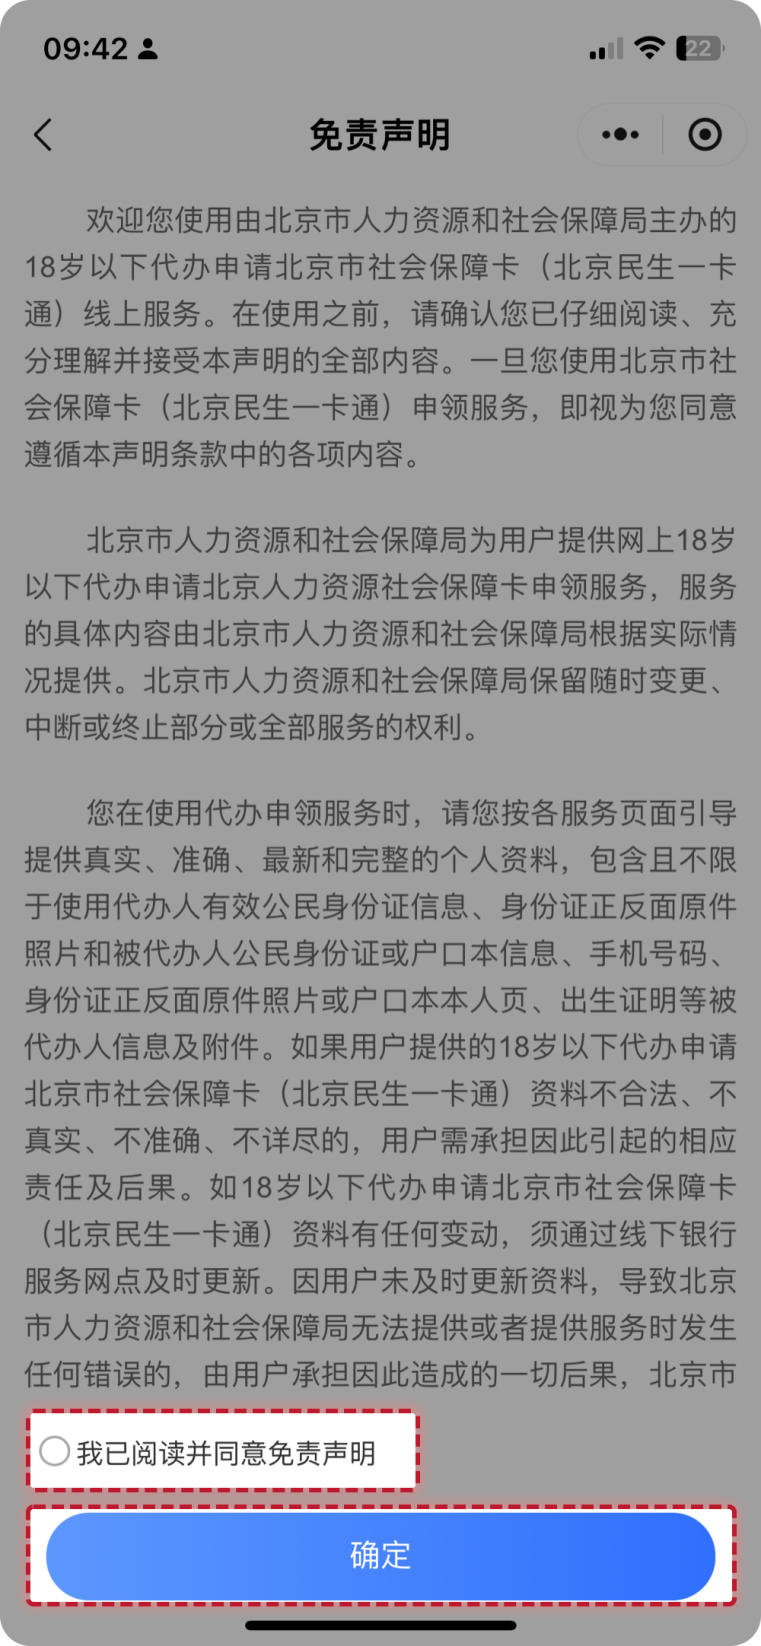 09:42
22
免责声明
欢迎您使用由北京市人力资源和社会保障局主办的
18岁以下代办申请北京市社会保障卡（北京民生一卡
通）线上服务。在使用之前，请确认您已仔细阅读、充
分理解并接受本声明的全部内容。一旦您使用北京市社
会保障卡（北京民生一卡通）申领服务，即视为您同意
遵循本声明条款中的各项内容。
北京市人力资源和社会保障局为用户提供网上18岁
以下代办申请北京人力资源社会保障卡申领服务，服务
的具体内容由北京市人力资源和社会保障局根据实际情
况提供。北京市人力资源和社会保障局保留随时变更、
中断或终止部分或全部服务的权利。
您在使用代办申领服务时，请您按各服务页面引导
提供真实、准确、最新和完整的个人资料，包含且不限
于使用代办人有效公民身份证信息、身份证正反面原件
照片和被代办人公民身份证或户口本信息、手机号码、
身份证正反面原件照片或户口本本人页、出生证明等被
代办人信息及附件。如果用户提供的18岁以下代办申请
北京市社会保障卡（北京民生一卡通）资料不合法、不
真实、不准确、不详尽的，用户需承担因此引起的相应
责任及后果。如18岁以下代办申请北京市社会保障卡
（北京民生一卡通）资料有任何变动，须通过线下银行
服务网点及时更新。因用户未及时更新资料，导致北京
市人力资源和社会保障局无法提供或者提供服务时发生
任何错误的，由用户承担因此造成的一切后果，北京市
我已阅读并同意免责声明
确定